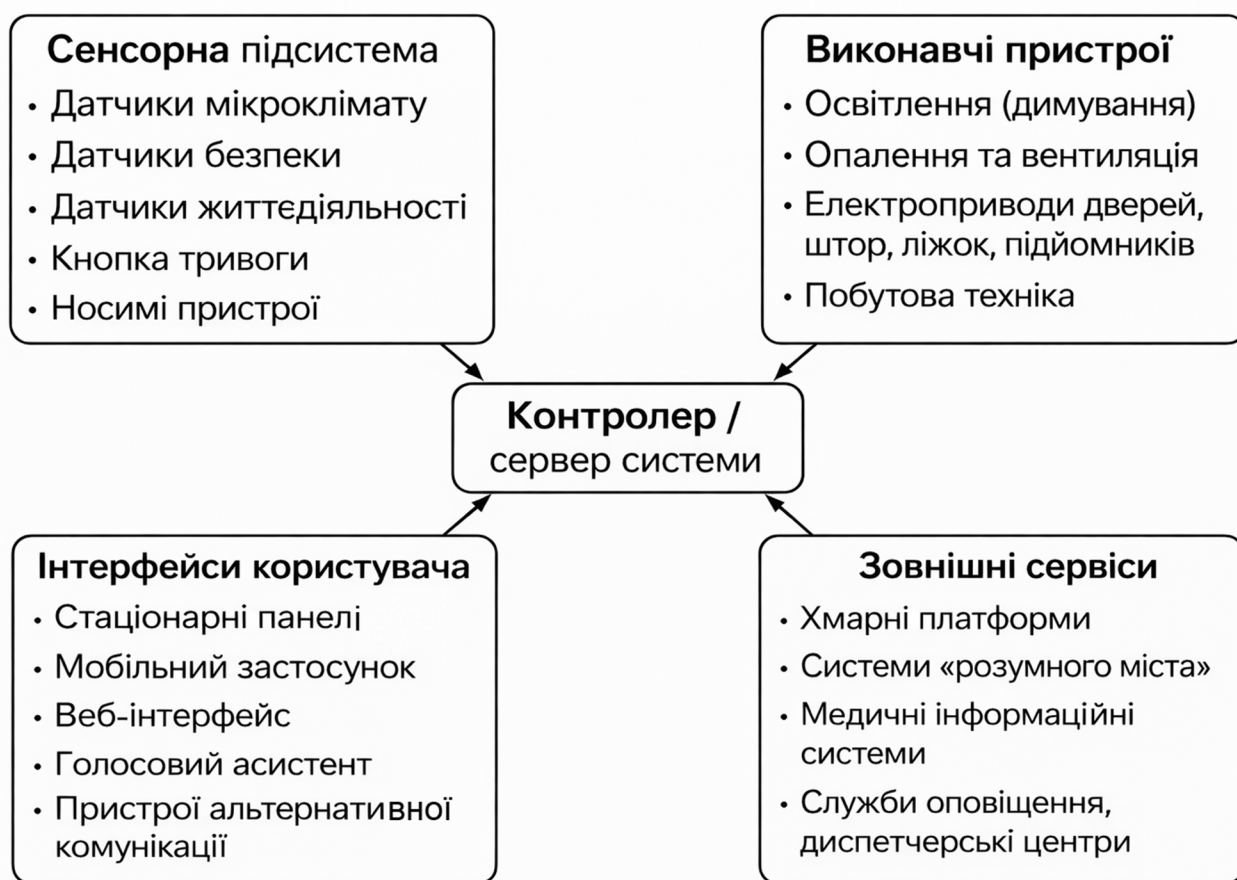 Сенсорна підсистема
• Датчики мікроклімату
• Датчики безпеки
• Датчики життєдіяльності
• Кнопка тривоги
• Носимі пристрої
Виконавчі пристрої
• Освітлення (димування)
• Опалення та вентиляція
• Електроприводи дверей,
штор, ліжок, підйомників
• Побутова техніка
Контролер /
сервер системи
Інтерфейси користувача
• Стаціонарні панелі
• Мобільний застосунок
• Веб-інтерфейс
• Голосовий асистент
• Пристрої альтернативної
комунікації
Зовнішні сервіси
• Хмарні платформи
• Системи «розумного міста»
• Медичні інформаційні
системи
• Служби оповіщення,
диспетчерські центри